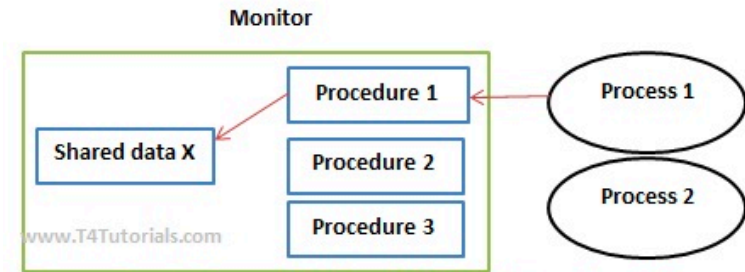 Monitor
Procedure 1
Process 1
Shared data X
Procedure 2
Process 2
Procedure 3
www.T4Tutorials.com